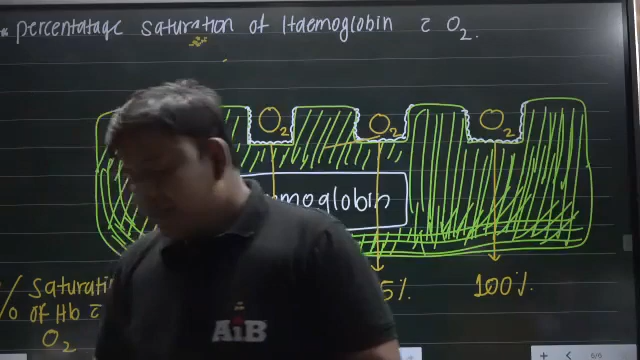 * percentatage saturation of Haemoglobin c̄ O₂.
O₂ O₂ O₂
moglobin
5% 100%
% saturati
of Hb c̄
O₂
AiB